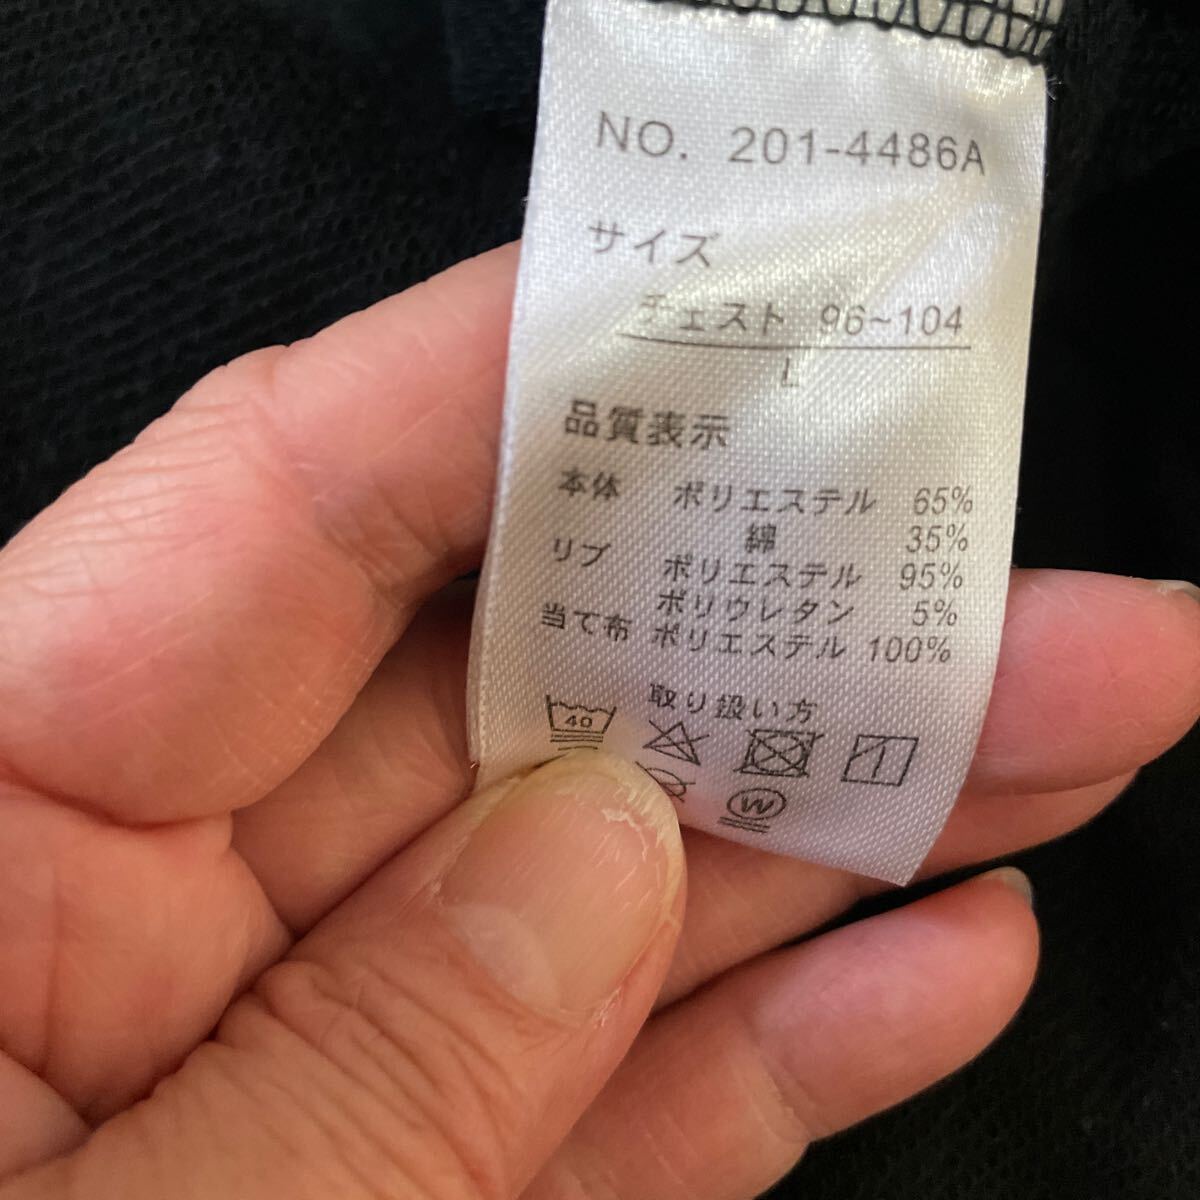 NO. 201-4486A
サイズ
チェスト 96~104
L
品質表示
本体 ポリエステル 65%
綿 35%
リブ ポリエステル 95%
ポリウレタン 5%
当て布 ポリエステル 100%
取り扱い方
40
W